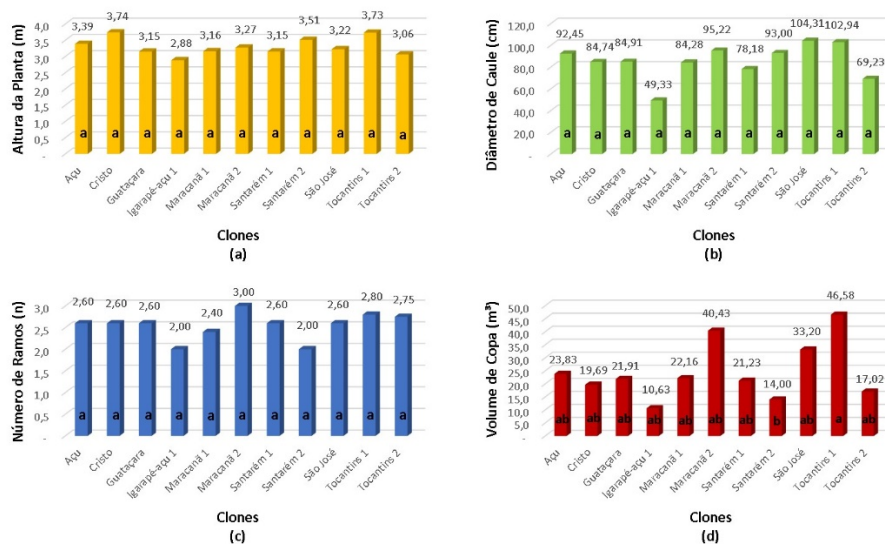 Altura da Planta (m)
4,0
3,5
3,0
2,5
2,0
1,5
1,0
0,5
-
3,39
3,74
3,15
2,88
3,16
3,27
3,15
3,51
3,22
3,73
3,06
a a a a a a a a a a a
Açu
Cristo
Guataçara
Igarapé-açu 1
Maracanã 1
Maracanã 2
Santarém 1
Santarém 2
São José
Tocantins 1
Tocantins 2
Clones
(a)
Diâmetro de Caule (cm)
120,0
100,0
80,0
60,0
40,0
20,0
-
92,45
84,74
84,91
49,33
84,28
95,22
78,18
93,00
104,31
102,94
69,23
a a a a a a a a a a a
Açu
Cristo
Guataçara
Igarapé-açu 1
Maracanã 1
Maracanã 2
Santarém 1
Santarém 2
São José
Tocantins 1
Tocantins 2
Clones
(b)
Número de Ramos (n)
3,0
2,5
2,0
1,5
1,0
0,5
-
2,60
2,60
2,60
2,00
2,40
3,00
2,60
2,00
2,60
2,80
2,75
a a a a a a a a a a a
Açu
Cristo
Guataçara
Igarapé-açu 1
Maracanã 1
Maracanã 2
Santarém 1
Santarém 2
São José
Tocantins 1
Tocantins 2
Clones
(c)
Volume de Copa (m³)
50,0
45,0
40,0
35,0
30,0
25,0
20,0
15,0
10,0
5,0
-
23,83
19,69
21,91
10,63
22,16
40,43
21,23
14,00
33,20
46,58
17,02
ab ab ab ab ab ab ab b ab a ab
Açu
Cristo
Guataçara
Igarapé-açu 1
Maracanã 1
Maracanã 2
Santarém 1
Santarém 2
São José
Tocantins 1
Tocantins 2
Clones
(d)